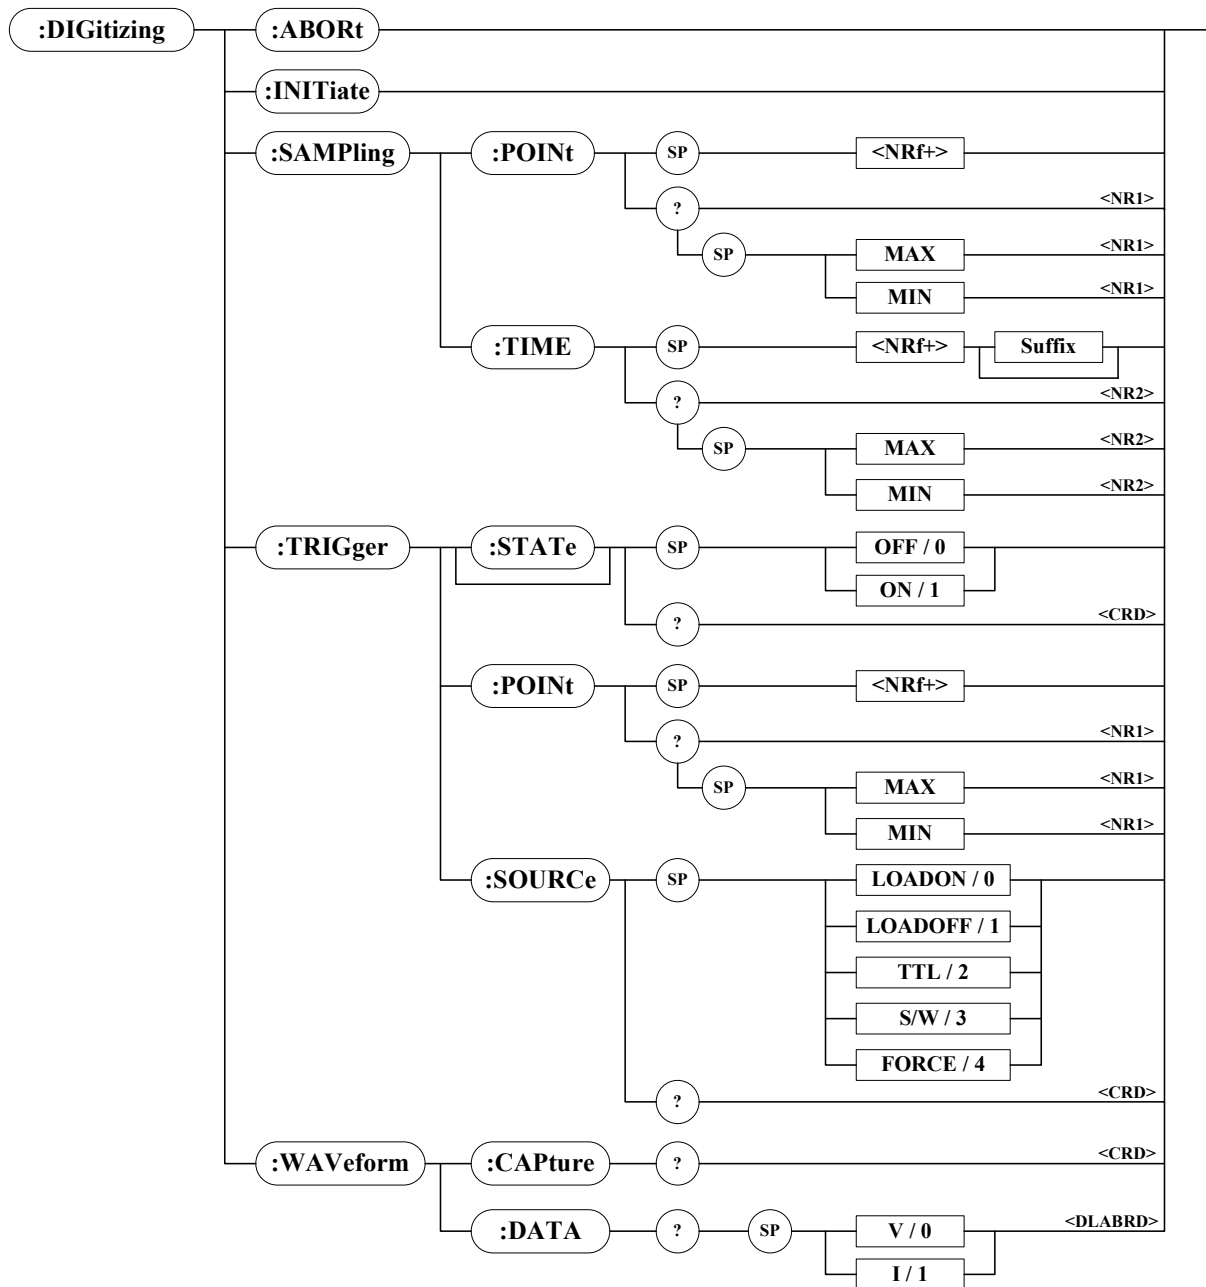 :DIGitizing :ABORt
:INITiate
:SAMPling :POINt SP <NRf+>
? <NR1>
SP MAX <NR1>
MIN <NR1>
:TIME SP <NRf+> Suffix
? <NR2>
SP MAX <NR2>
MIN <NR2>
:TRIGger :STATe SP OFF / 0
ON / 1
? <CRD>
:POINt SP <NRf+>
? <NR1>
SP MAX <NR1>
MIN <NR1>
:SOURCe SP LOADON / 0
LOADOFF / 1
TTL / 2
S/W / 3
FORCE / 4
? <CRD>
:WAVeform :CAPture ? <CRD>
:DATA ? SP V / 0 <DLABRD>
I / 1